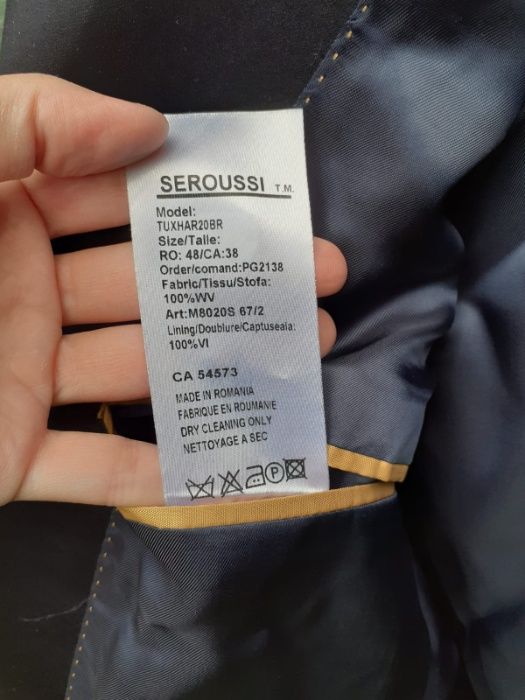 SEROUSSI T.M.
Model:
TUXHAR20BR
Size/Talie:
RO: 48/CA:38
Order/comand:PG2138
Fabric/Tissu/Stofa:
100%WV
Art:M8020S 67/2
Lining/Doublure/Captuseala:
100%VI
CA 54573
MADE IN ROMANIA
FABRIQUE EN ROUMANIE
DRY CLEANING ONLY
NETTOYAGE A SEC
P